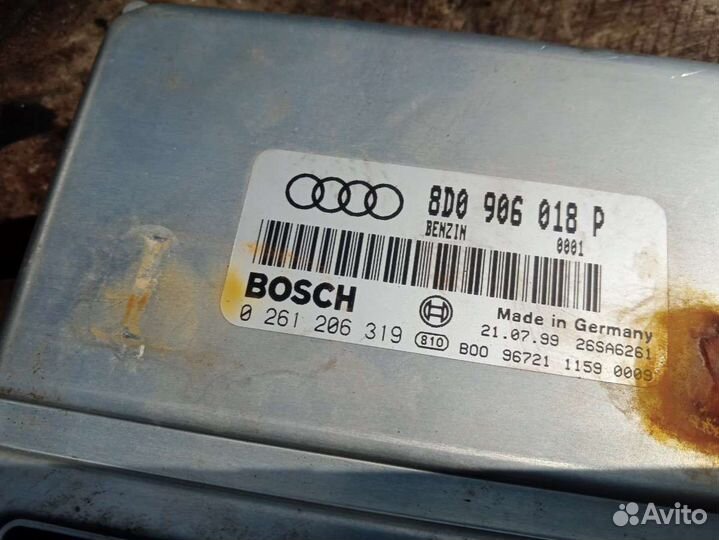 8D0 906 018 P
BENZIN 0001
BOSCH
Made in Germany
0 261 206 319
21.07.99 26SA6261
810 B00 96721 1159 0009
Avito